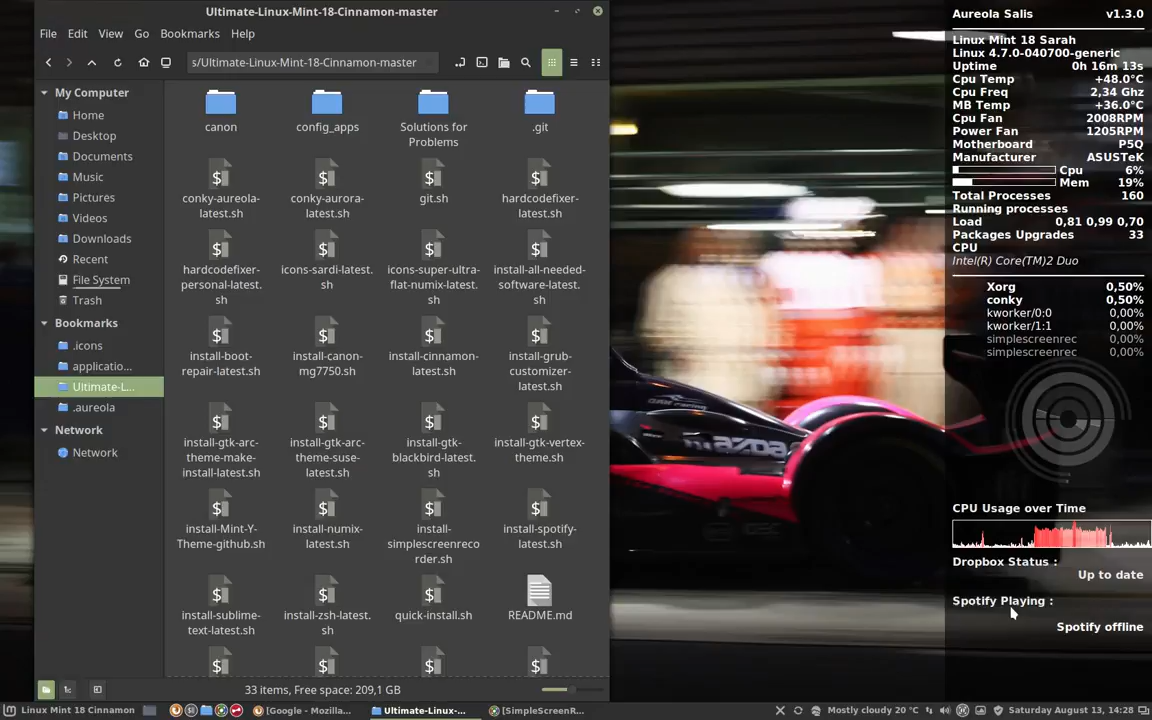 Ultimate-Linux-Mint-18-Cinnamon-master
File Edit View Go Bookmarks Help
s/Ultimate-Linux-Mint-18-Cinnamon-master
My Computer
Home
Desktop
Documents
Music
Pictures
Videos
Downloads
Recent
File System
Trash
Bookmarks
.icons
applicatio...
Ultimate-L...
.aureola
Network
Network
canon
config_apps
Solutions for
Problems
.git
conky-aureola-
latest.sh
conky-aurora-
latest.sh
git.sh
hardcodefixer-
latest.sh
hardcodefixer-
personal-latest.
sh
icons-sardi-latest.
sh
icons-super-ultra-
flat-numix-latest.
sh
install-all-needed-
software-latest.
sh
install-boot-
repair-latest.sh
install-canon-
mg7750.sh
install-cinnamon-
latest.sh
install-grub-
customizer-
latest.sh
install-gtk-arc-
theme-make-
install-latest.sh
install-gtk-arc-
theme-suse-
latest.sh
install-gtk-
blackbird-latest.
sh
install-gtk-vertex-
theme.sh
install-Mint-Y-
Theme-github.sh
install-numix-
latest.sh
install-
simplescreenreco
rder.sh
install-spotify-
latest.sh
install-sublime-
text-latest.sh
install-zsh-latest.
sh
quick-install.sh
README.md
33 items, Free space: 209,1 GB
mazda
Aureola Salis v1.3.0
Linux Mint 18 Sarah
Linux 4.7.0-040700-generic
Uptime 0h 16m 13s
Cpu Temp +48.0°C
Cpu Freq 2,34 Ghz
MB Temp +36.0°C
Cpu Fan 2008RPM
Power Fan 1205RPM
Motherboard P5Q
Manufacturer ASUSTeK
Cpu 6%
Mem 19%
Total Processes 160
Running processes
Load 0,81 0,99 0,70
Packages Upgrades 33
CPU
Intel(R) Core(TM)2 Duo
Xorg 0,50%
conky 0,50%
kworker/0:0 0,00%
kworker/1:1 0,00%
simplescreenrec 0,00%
simplescreenrec 0,00%
CPU Usage over Time
Dropbox Status :
Up to date
Spotify Playing :
Spotify offline
Linux Mint 18 Cinnamon
[Google - Mozilla...
Ultimate-Linux-...
[SimpleScreenR...
Mostly cloudy 20 °C
Saturday August 13, 14:28